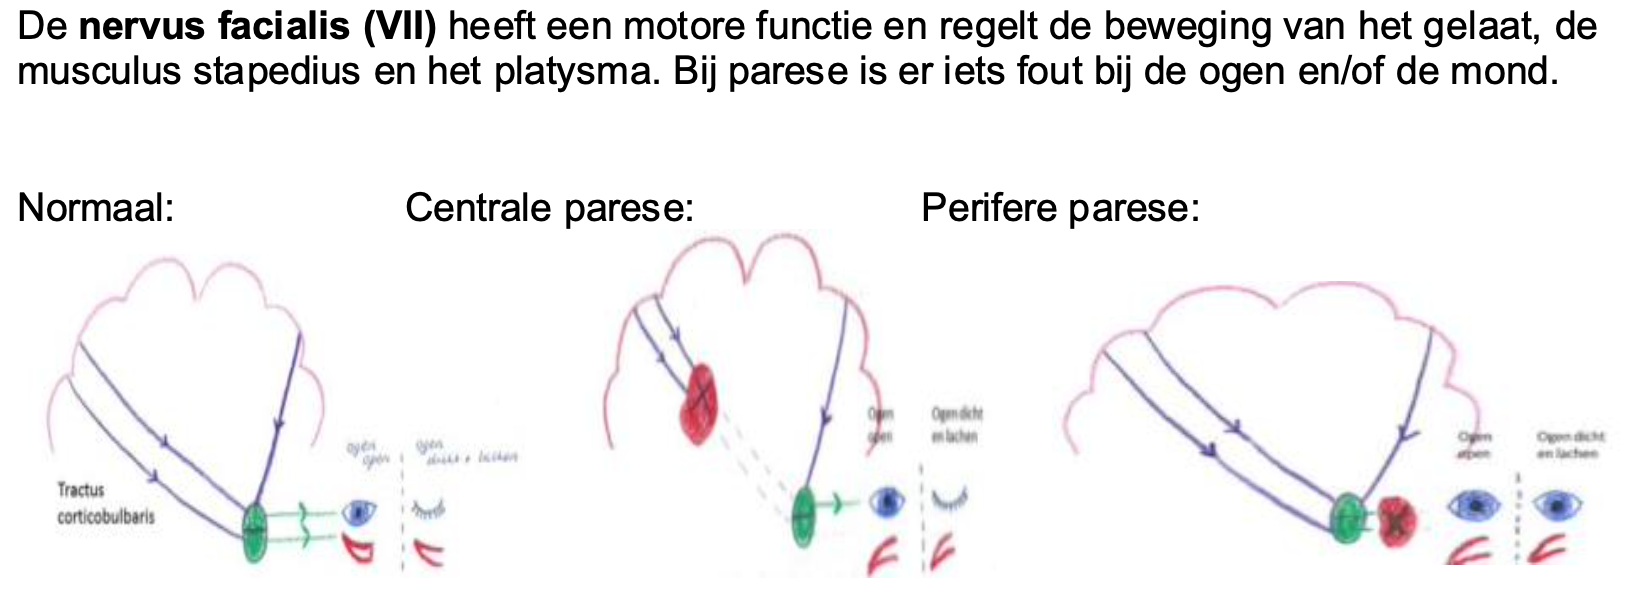 De nervus facialis (VII) heeft een motore functie en regelt de beweging van het gelaat, de
musculus stapedius en het platysma. Bij parese is er iets fout bij de ogen en/of de mond.
Normaal:
Centrale parese:
Perifere parese:
ogen
open
ogen
dicht + lachen
Tractus
corticobulbaris
Ogen
open
Ogen dicht
en lachen
Ogen
open
Ogen dicht
en lachen